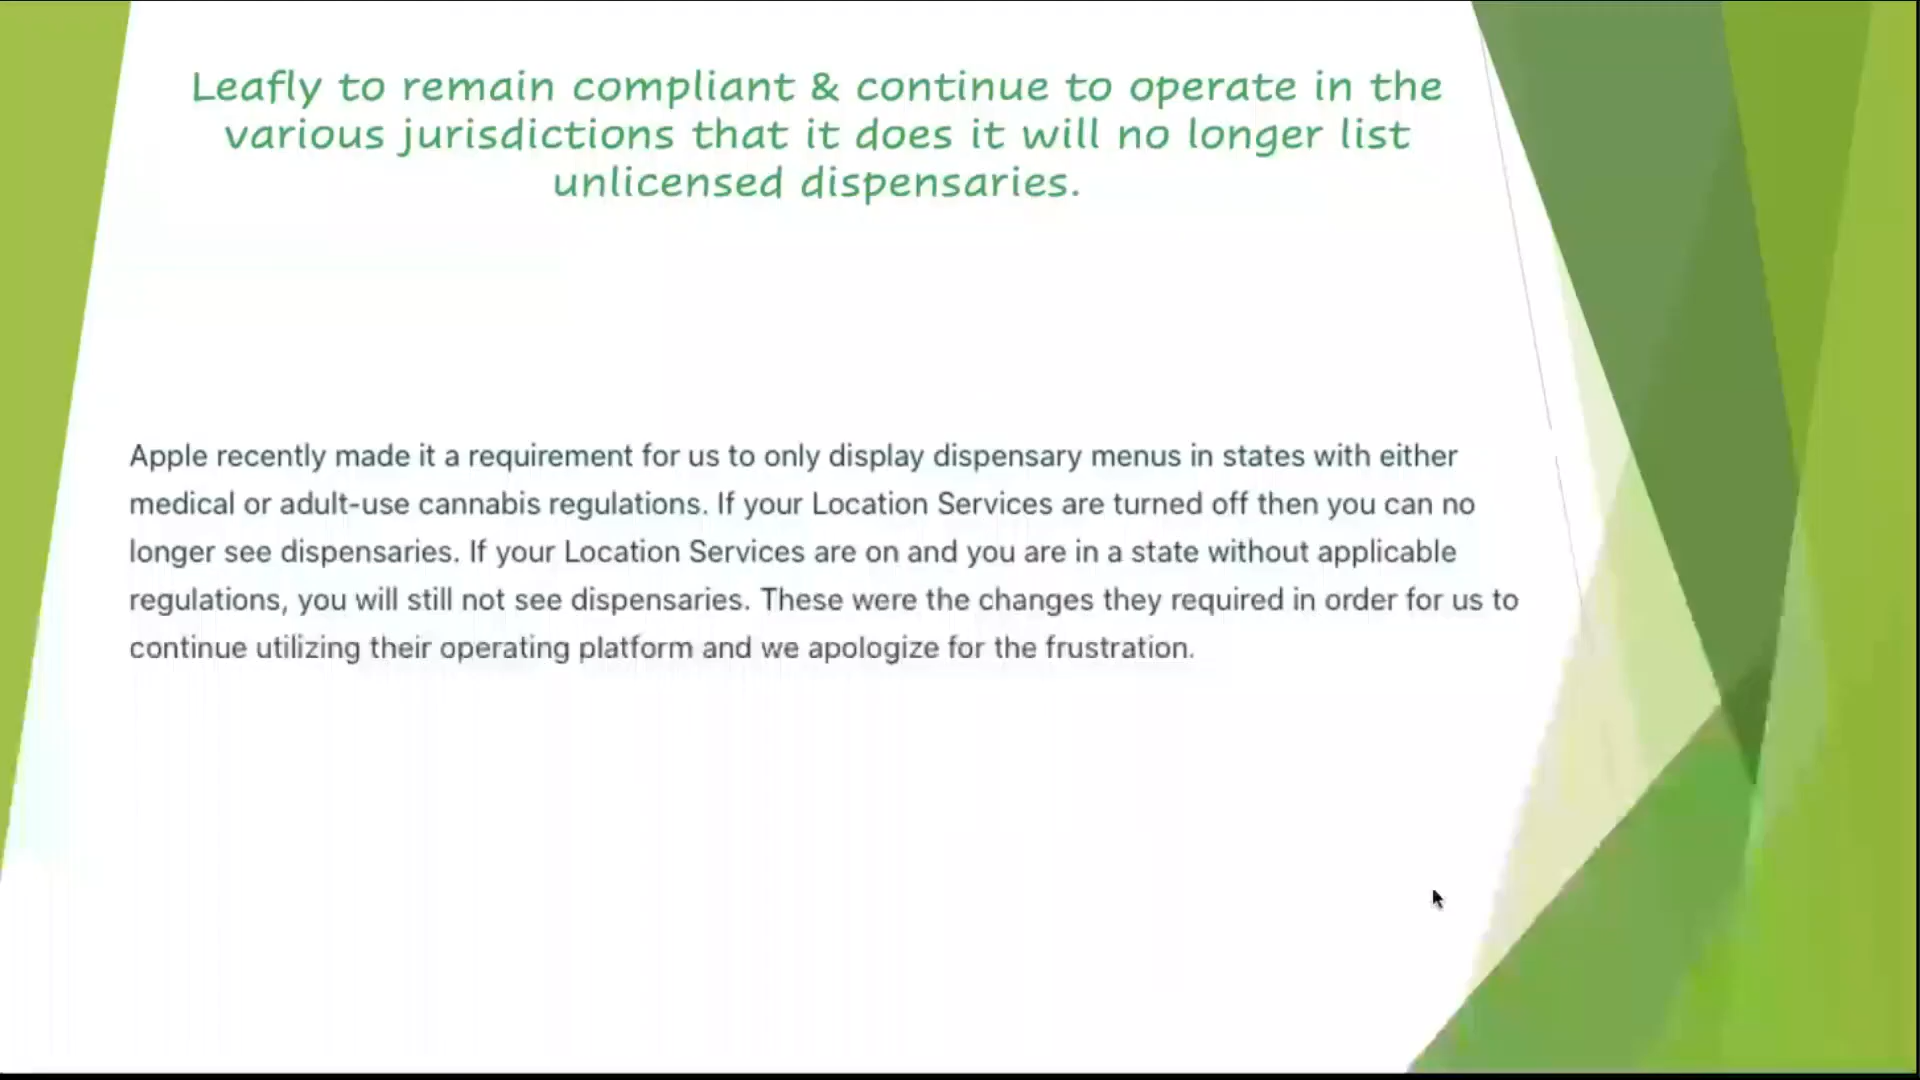 Leafly to remain compliant & continue to operate in the
various jurisdictions that it does it will no longer list
unlicensed dispensaries.
Apple recently made it a requirement for us to only display dispensary menus in states with either
medical or adult-use cannabis regulations. If your Location Services are turned off then you can no
longer see dispensaries. If your Location Services are on and you are in a state without applicable
regulations, you will still not see dispensaries. These were the changes they required in order for us to
continue utilizing their operating platform and we apologize for the frustration.